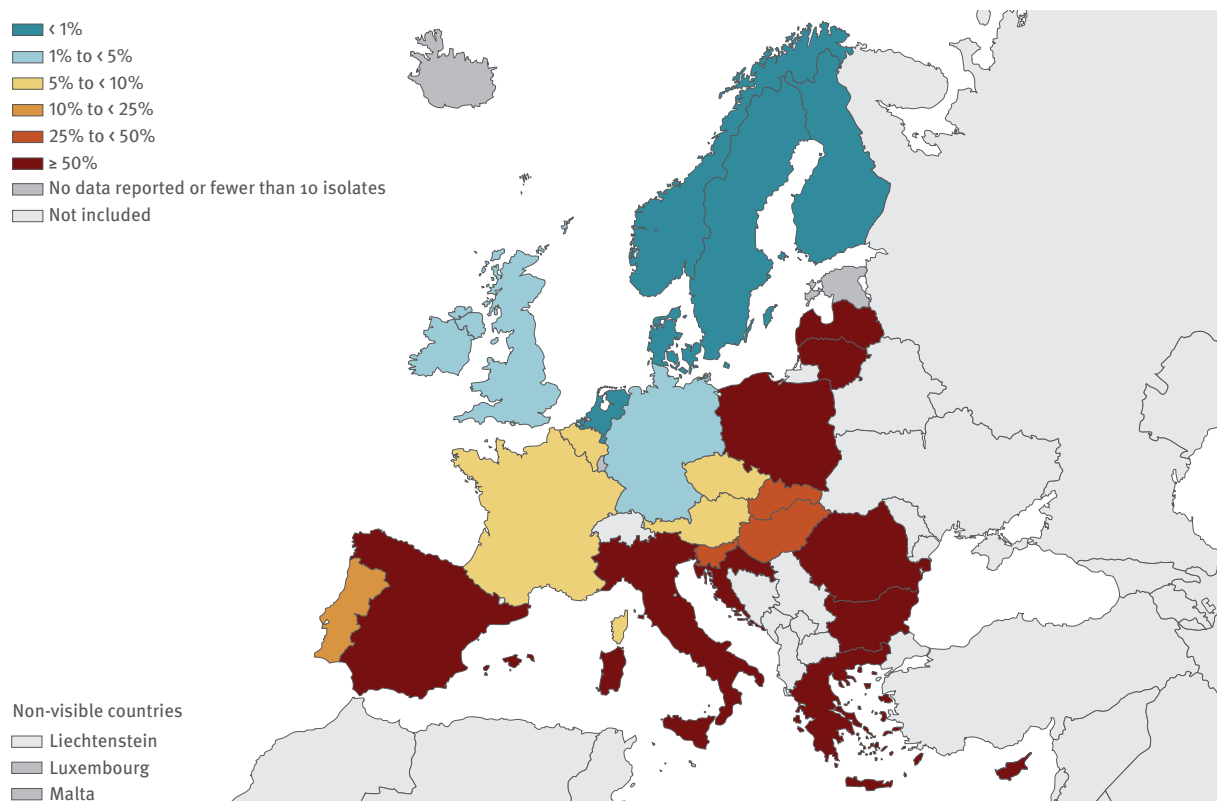 < 1%
1% to < 5%
5% to < 10%
10% to < 25%
25% to < 50%
≥ 50%
No data reported or fewer than 10 isolates
Not included
Non-visible countries
Liechtenstein
Luxembourg
Malta